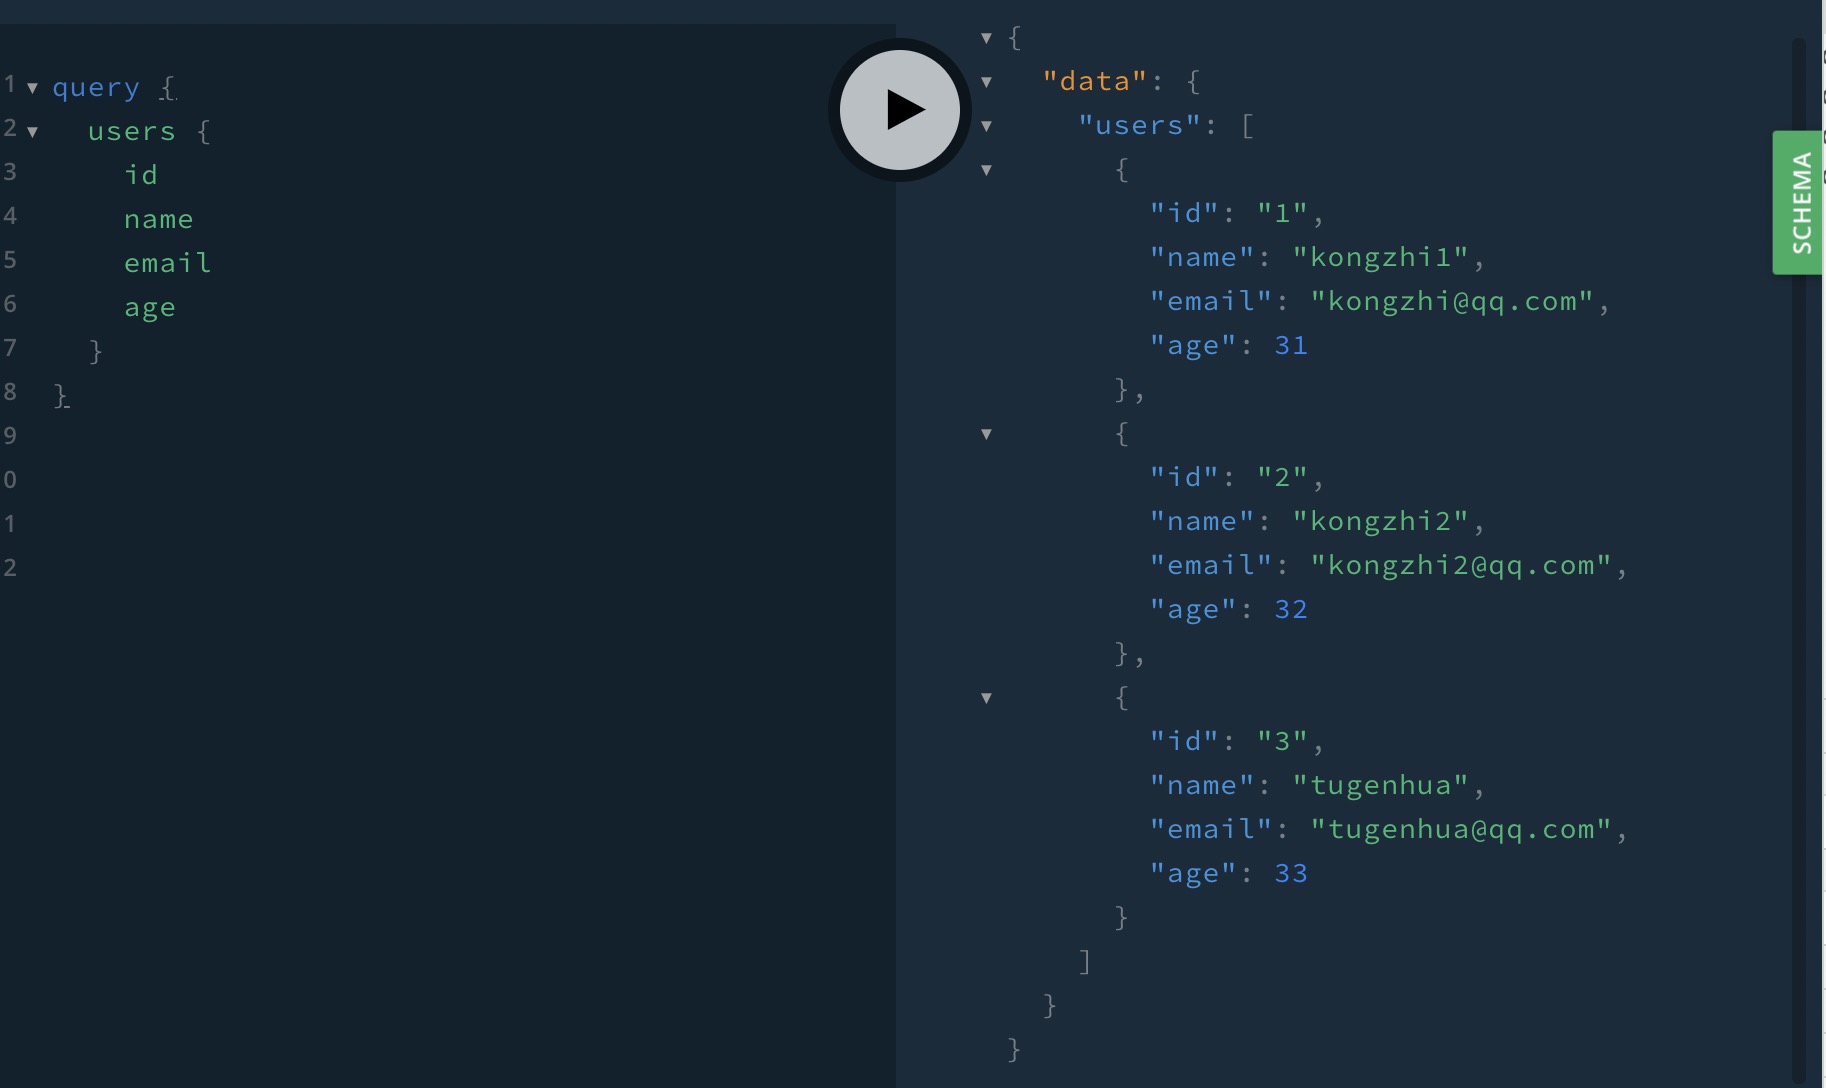 1 query {
2 users {
3 id
4 name
5 email
6 age
7 }
8 }
9
0
1
2
{
"data": {
"users": [
{
"id": "1",
"name": "kongzhi1",
"email": "kongzhi@qq.com",
"age": 31
},
{
"id": "2",
"name": "kongzhi2",
"email": "kongzhi2@qq.com",
"age": 32
},
{
"id": "3",
"name": "tugenhua",
"email": "tugenhua@qq.com",
"age": 33
}
]
}
}
SCHEMA